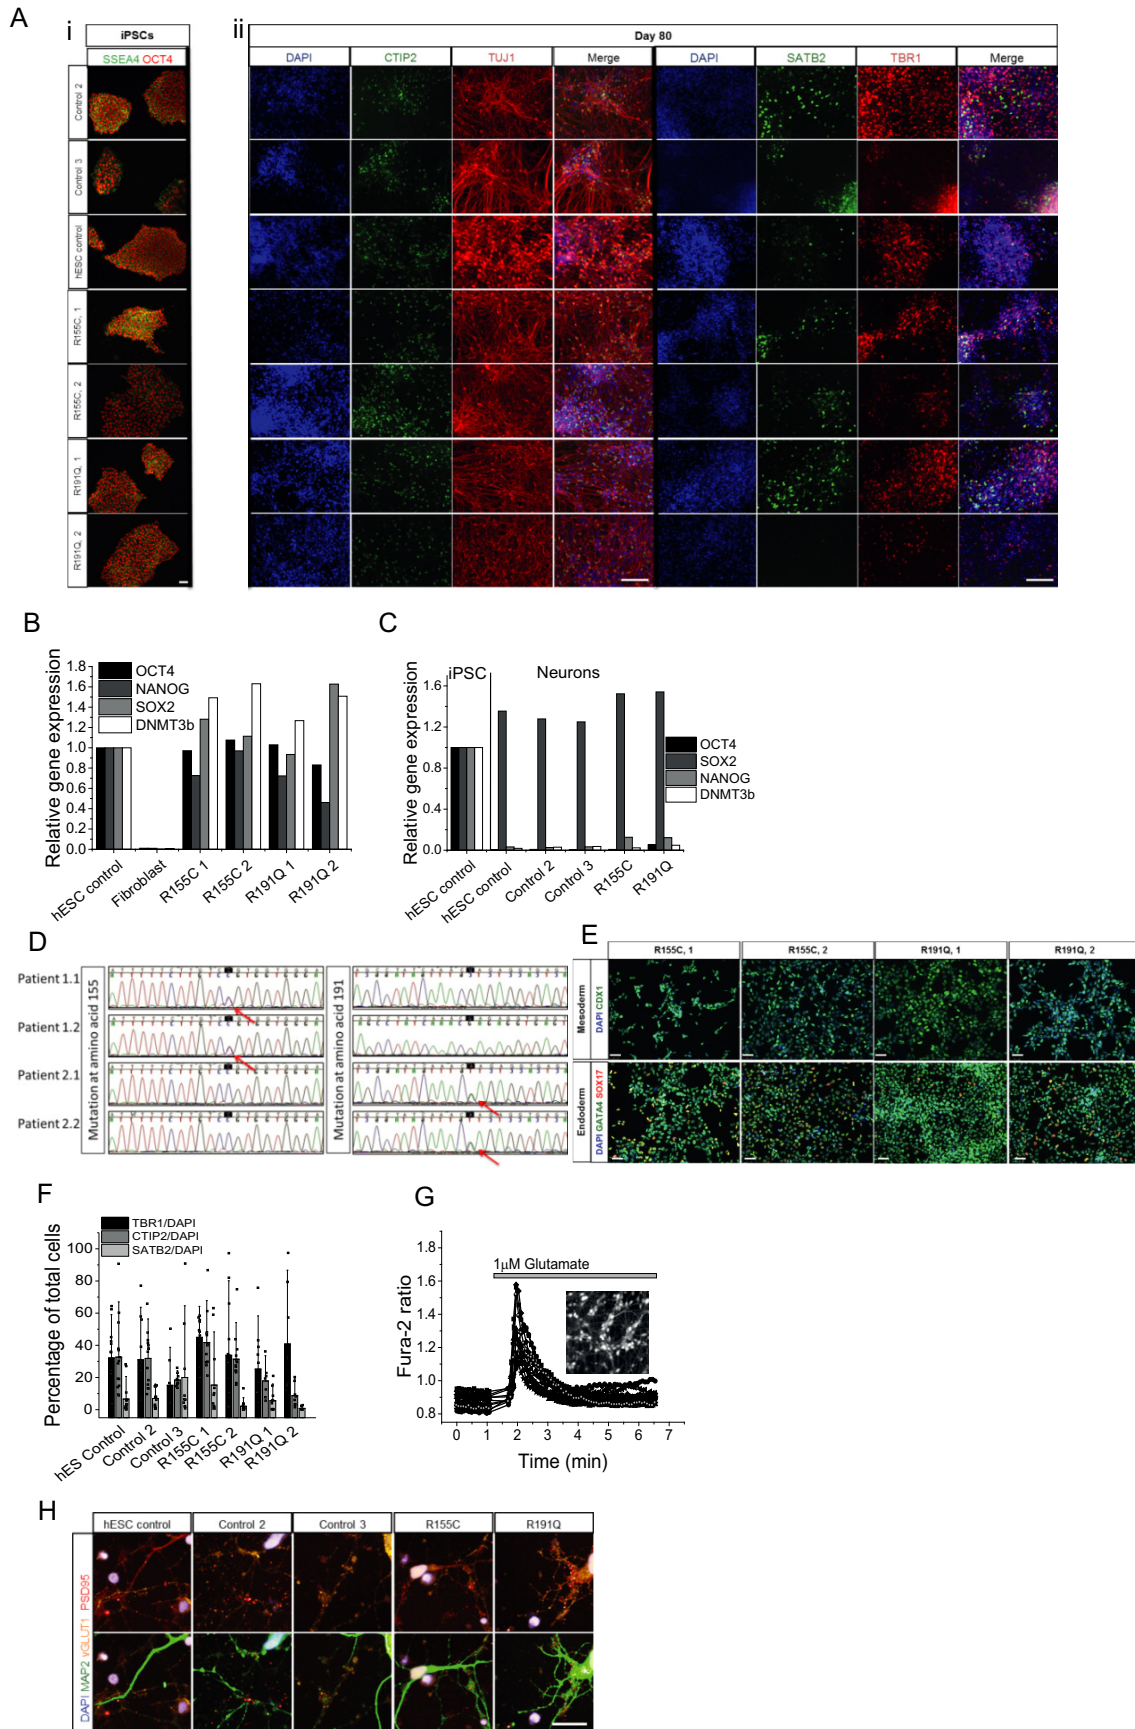 A
i
iPSCs
SSEA4 OCT4
ii
Day 80
DAPI CTIP2 TUJ1 Merge DAPI SATB2 TBR1 Merge
Control 2
Control 3
hESC control
R155C, 1
R155C, 2
R191Q, 1
R191Q, 2
B
Relative gene expression
1.8
1.6
1.4
1.2
1.0
0.8
0.6
0.4
0.2
0.0
OCT4
NANOG
SOX2
DNMT3b
hESC control
Fibroblast
R155C 1
R155C 2
R191Q 1
R191Q 2
C
Relative gene expression
iPSC Neurons
1.6
1.2
0.8
0.4
0.0
OCT4
SOX2
NANOG
DNMT3b
hESC control
hESC control
Control 2
Control 3
R155C
R191Q
D
Patient 1.1
Patient 1.2
Patient 2.1
Patient 2.2
Mutation at amino acid 155
Mutation at amino acid 191
E
R155C, 1 R155C, 2 R191Q, 1 R191Q, 2
Mesoderm
DAPI CDX1
Endoderm
DAPI GATA4 SOX17
F
Percentage of total cells
TBR1/DAPI
CTIP2/DAPI
SATB2/DAPI
100
80
60
40
20
0
hES Control
Control 2
Control 3
R155C 1
R155C 2
R191Q 1
R191Q 2
G
Fura-2 ratio
1.8
1.6
1.4
1.2
1.0
0.8
1μM Glutamate
0 1 2 3 4 5 6 7
Time (min)
H
hESC control Control 2 Control 3 R155C R191Q
DAPI MAP2 vGLUT1 PSD95